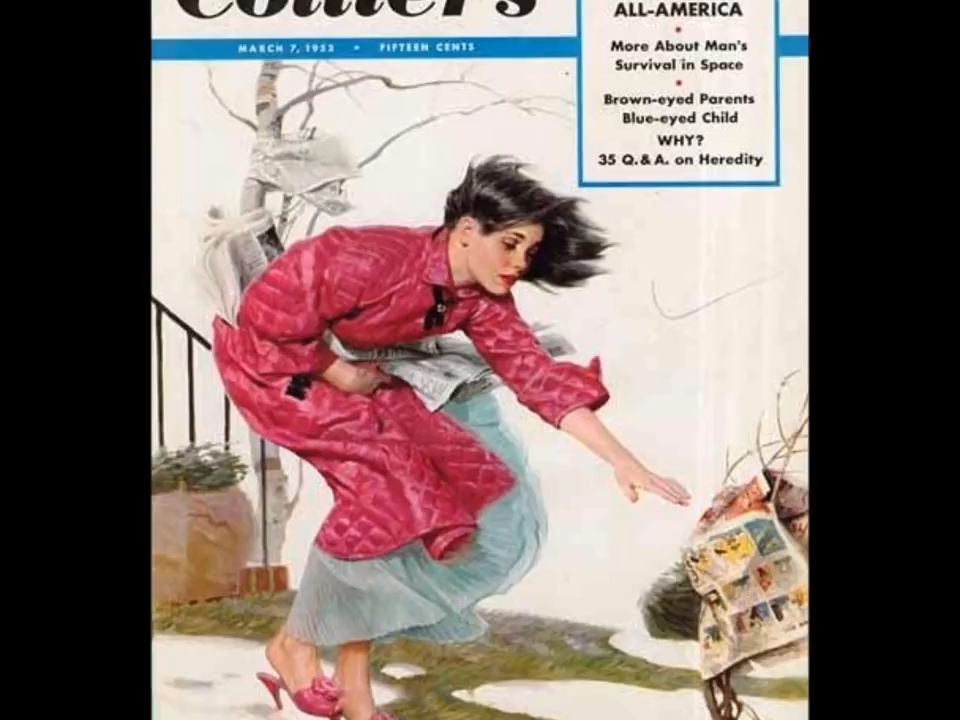 Collier's
ALL-AMERICA
MARCH 7, 1953 • FIFTEEN CENTS
More About Man's
Survival in Space
Brown-eyed Parents
Blue-eyed Child
WHY?
35 Q. & A. on Heredity